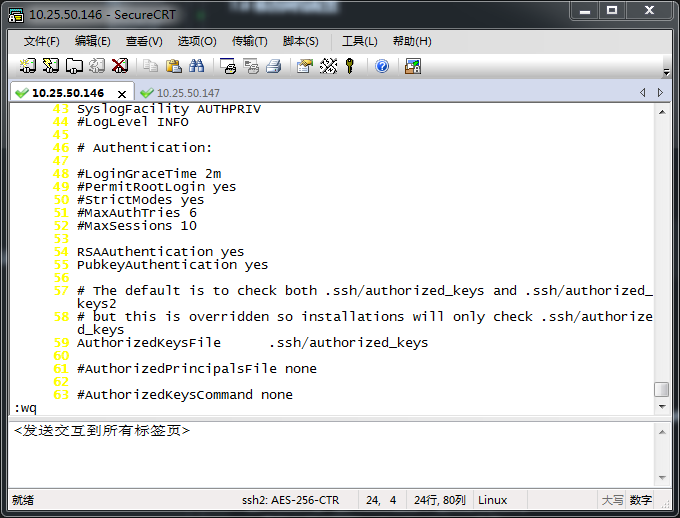 10.25.50.146 - SecureCRT
文件(F) 编辑(E) 查看(V) 选项(O) 传输(T) 脚本(S) 工具(L) 帮助(H)
10.25.50.146 10.25.50.147
43 SyslogFacility AUTHPRIV
44 #LogLevel INFO
45
46 # Authentication:
47
48 #LoginGraceTime 2m
49 #PermitRootLogin yes
50 #StrictModes yes
51 #MaxAuthTries 6
52 #MaxSessions 10
53
54 RSAAuthentication yes
55 PubkeyAuthentication yes
56
57 # The default is to check both .ssh/authorized_keys and .ssh/authorized_
keys2
58 # but this is overridden so installations will only check .ssh/authorize
d_keys
59 AuthorizedKeysFile      .ssh/authorized_keys
60
61 #AuthorizedPrincipalsFile none
62
63 #AuthorizedKeysCommand none
:wq
<发送交互到所有标签页>
就绪 ssh2: AES-256-CTR 24, 4 24行, 80列 Linux 大写 数字